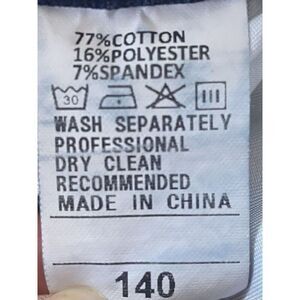 77%COTTON
16%POLYESTER
7%SPANDEX
30
WASH SEPARATELY
PROFESSIONAL
DRY CLEAN
RECOMMENDED
MADE IN CHINA
140